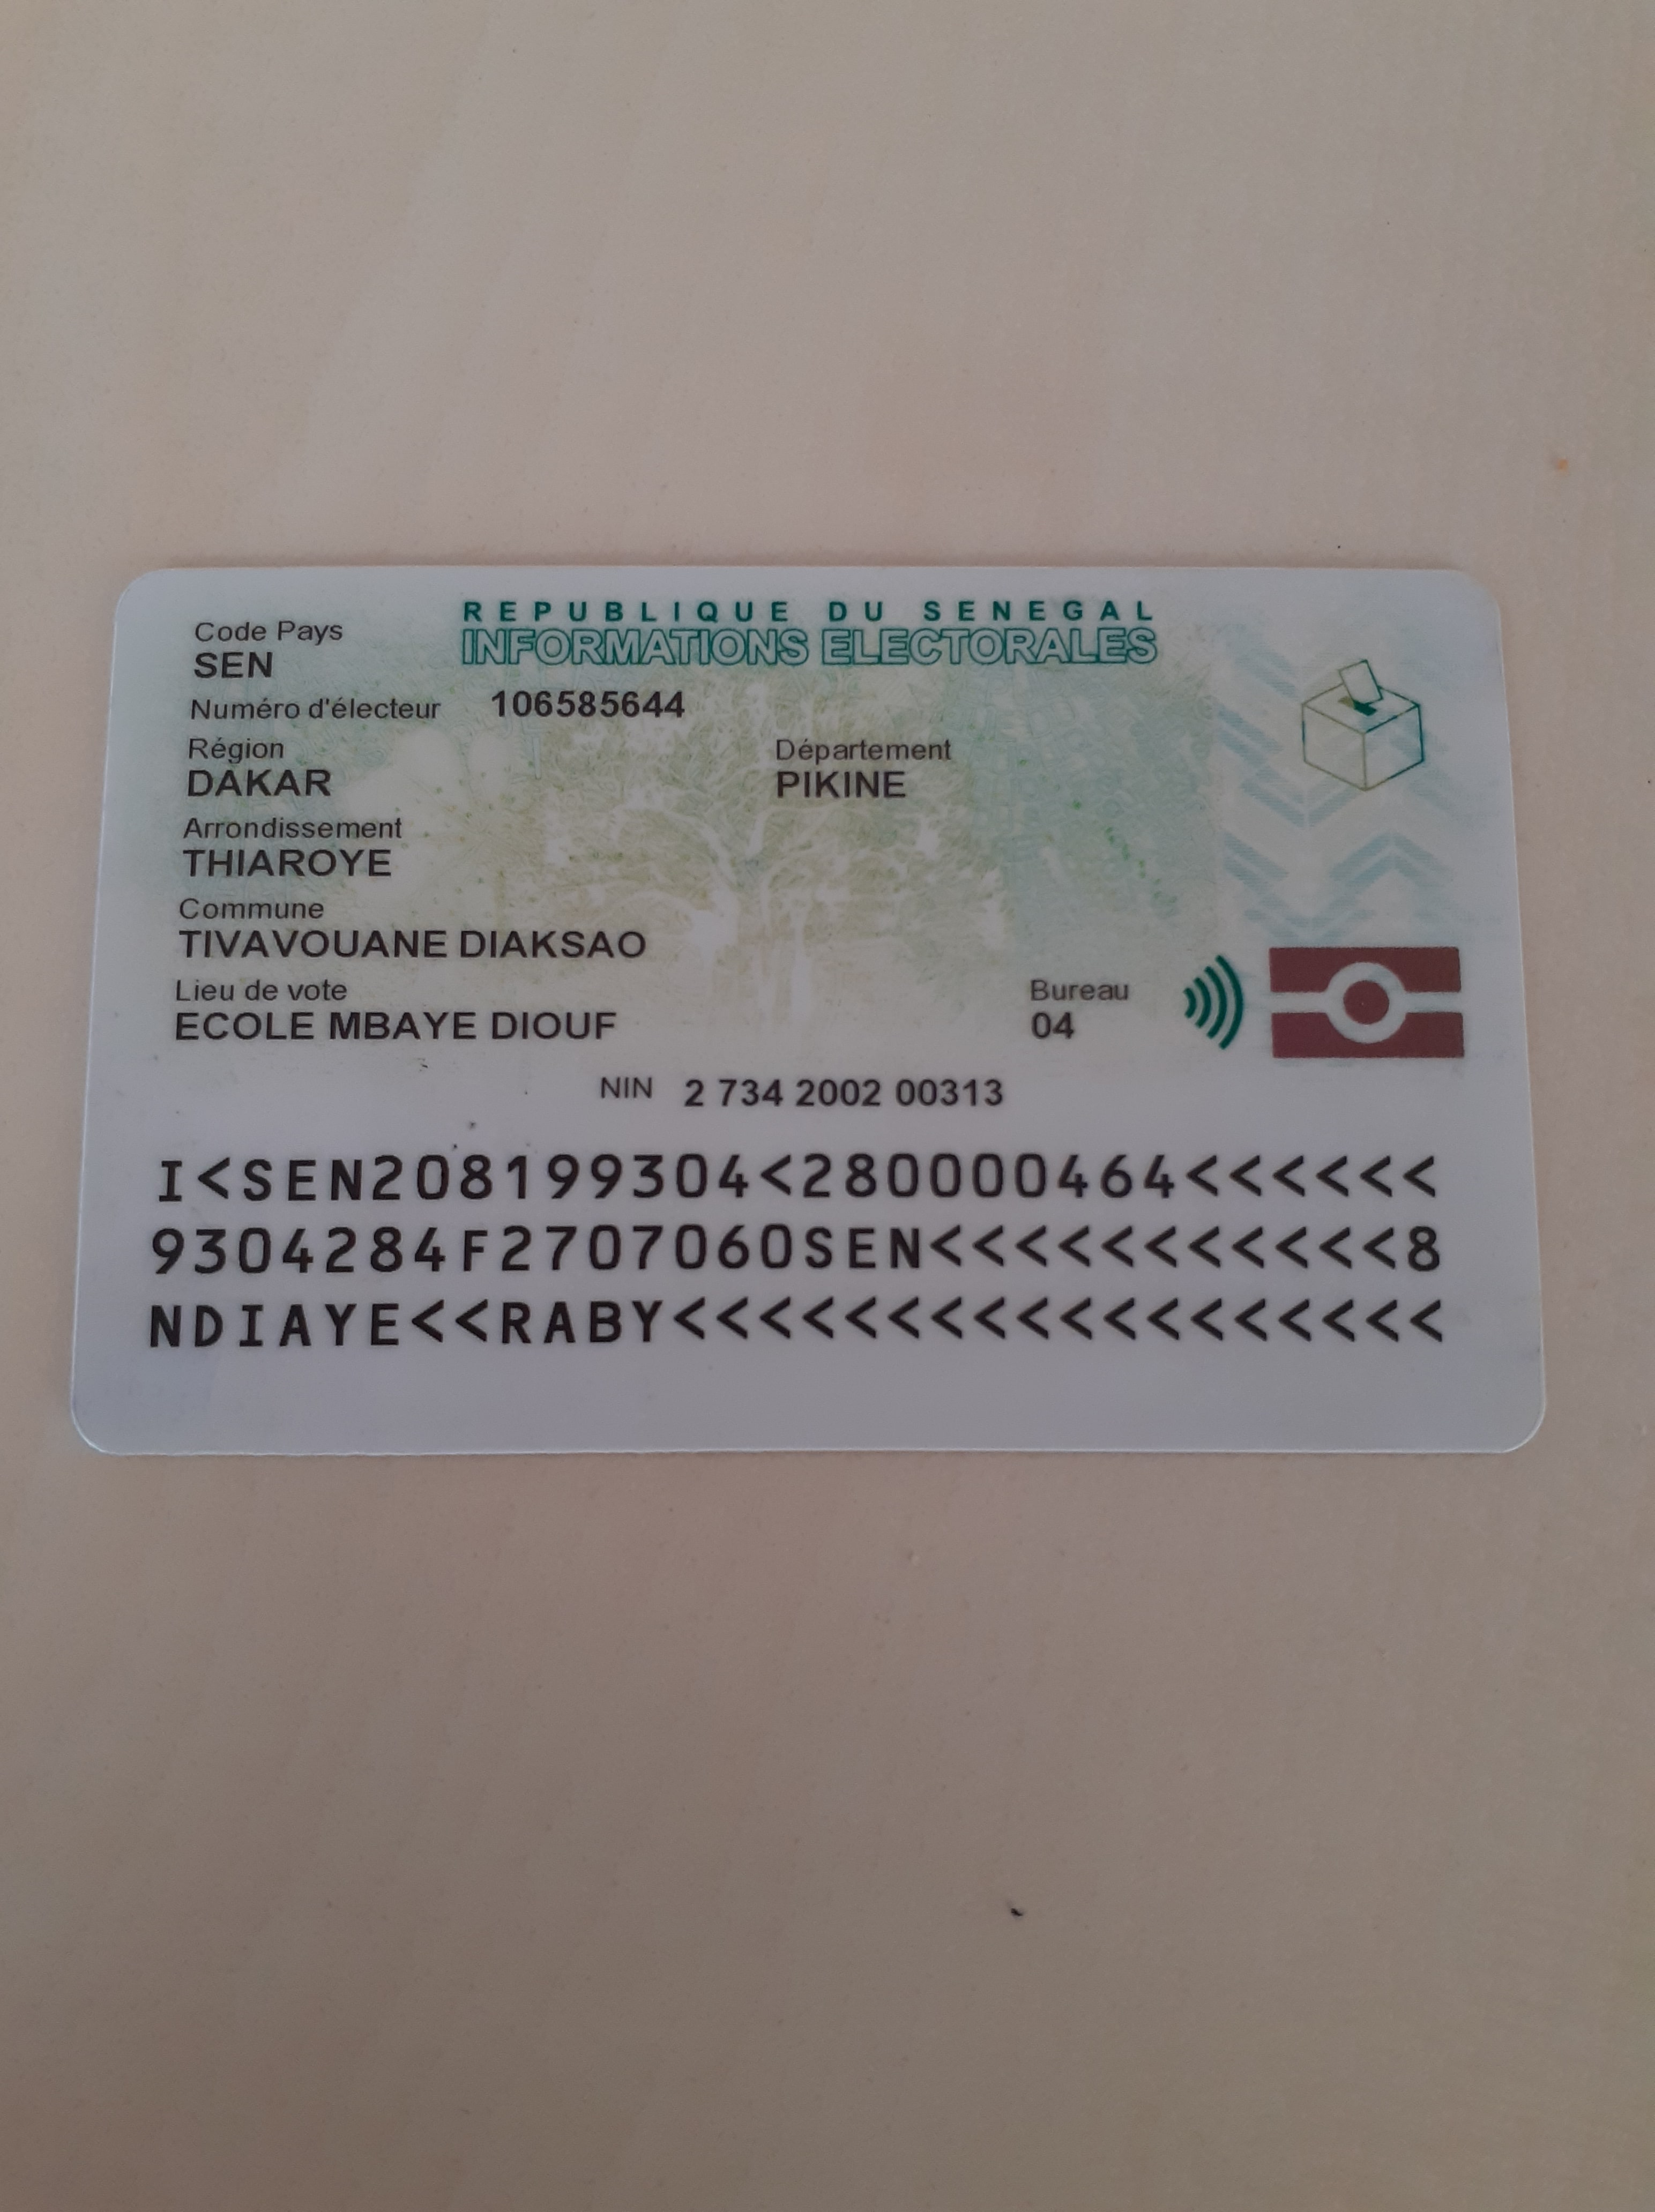 REPUBLIQUE DU SENEGAL
INFORMATIONS ELECTORALES
Code Pays
SEN
Numéro d'électeur 106585644
Région Département
DAKAR PIKINE
Arrondissement
THIAROYE
Commune
TIVAVOUANE DIAKSAO
Lieu de vote Bureau
ECOLE MBAYE DIOUF 04
NIN 2 734 2002 00313
I<SEN208199304<280000464<<<<<<
9304284F2707060SEN<<<<<<<<<<<8
NDIAYE<<RABY<<<<<<<<<<<<<<<<<<